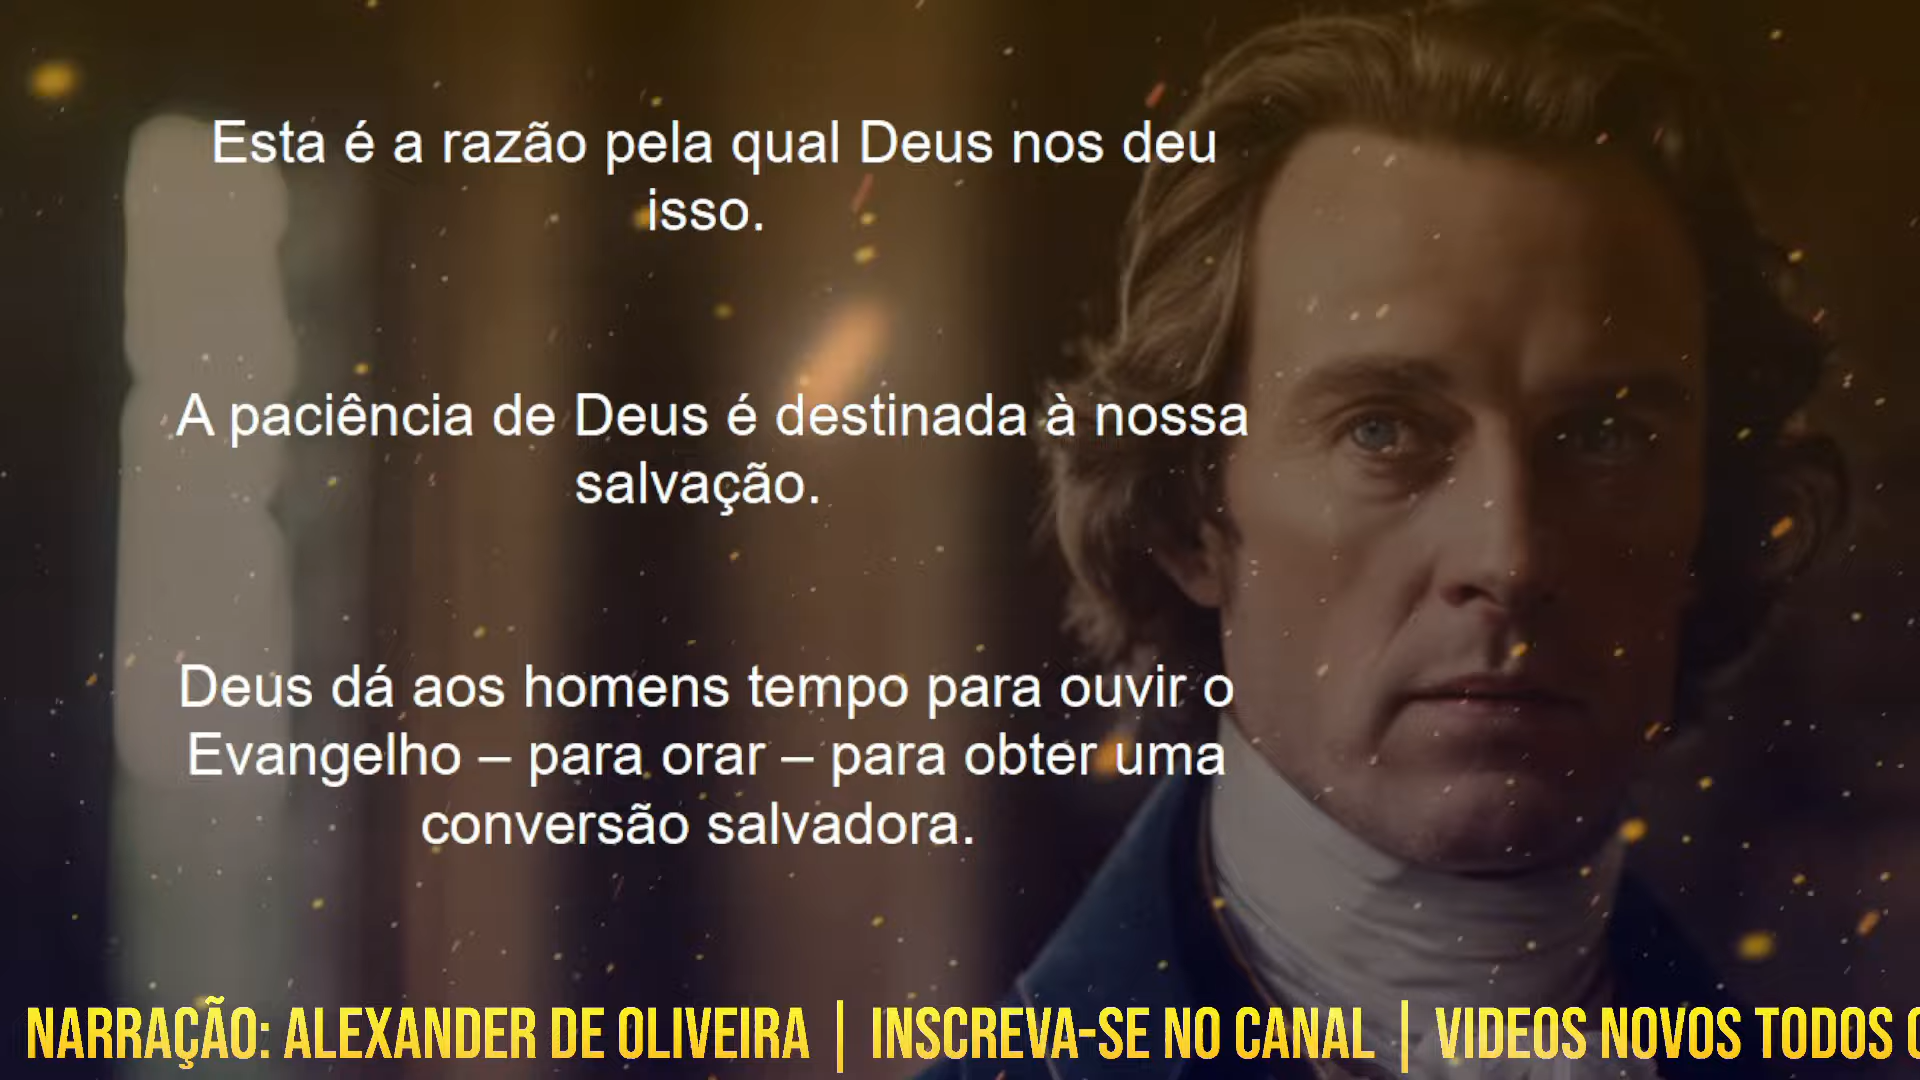 Esta é a razão pela qual Deus nos deu
isso.
A paciência de Deus é destinada à nossa
salvação.
Deus dá aos homens tempo para ouvir o
Evangelho – para orar – para obter uma
conversão salvadora.
NARRAÇÃO: ALEXANDER DE OLIVEIRA | INSCREVA-SE NO CANAL | VIDEOS NOVOS TODOS